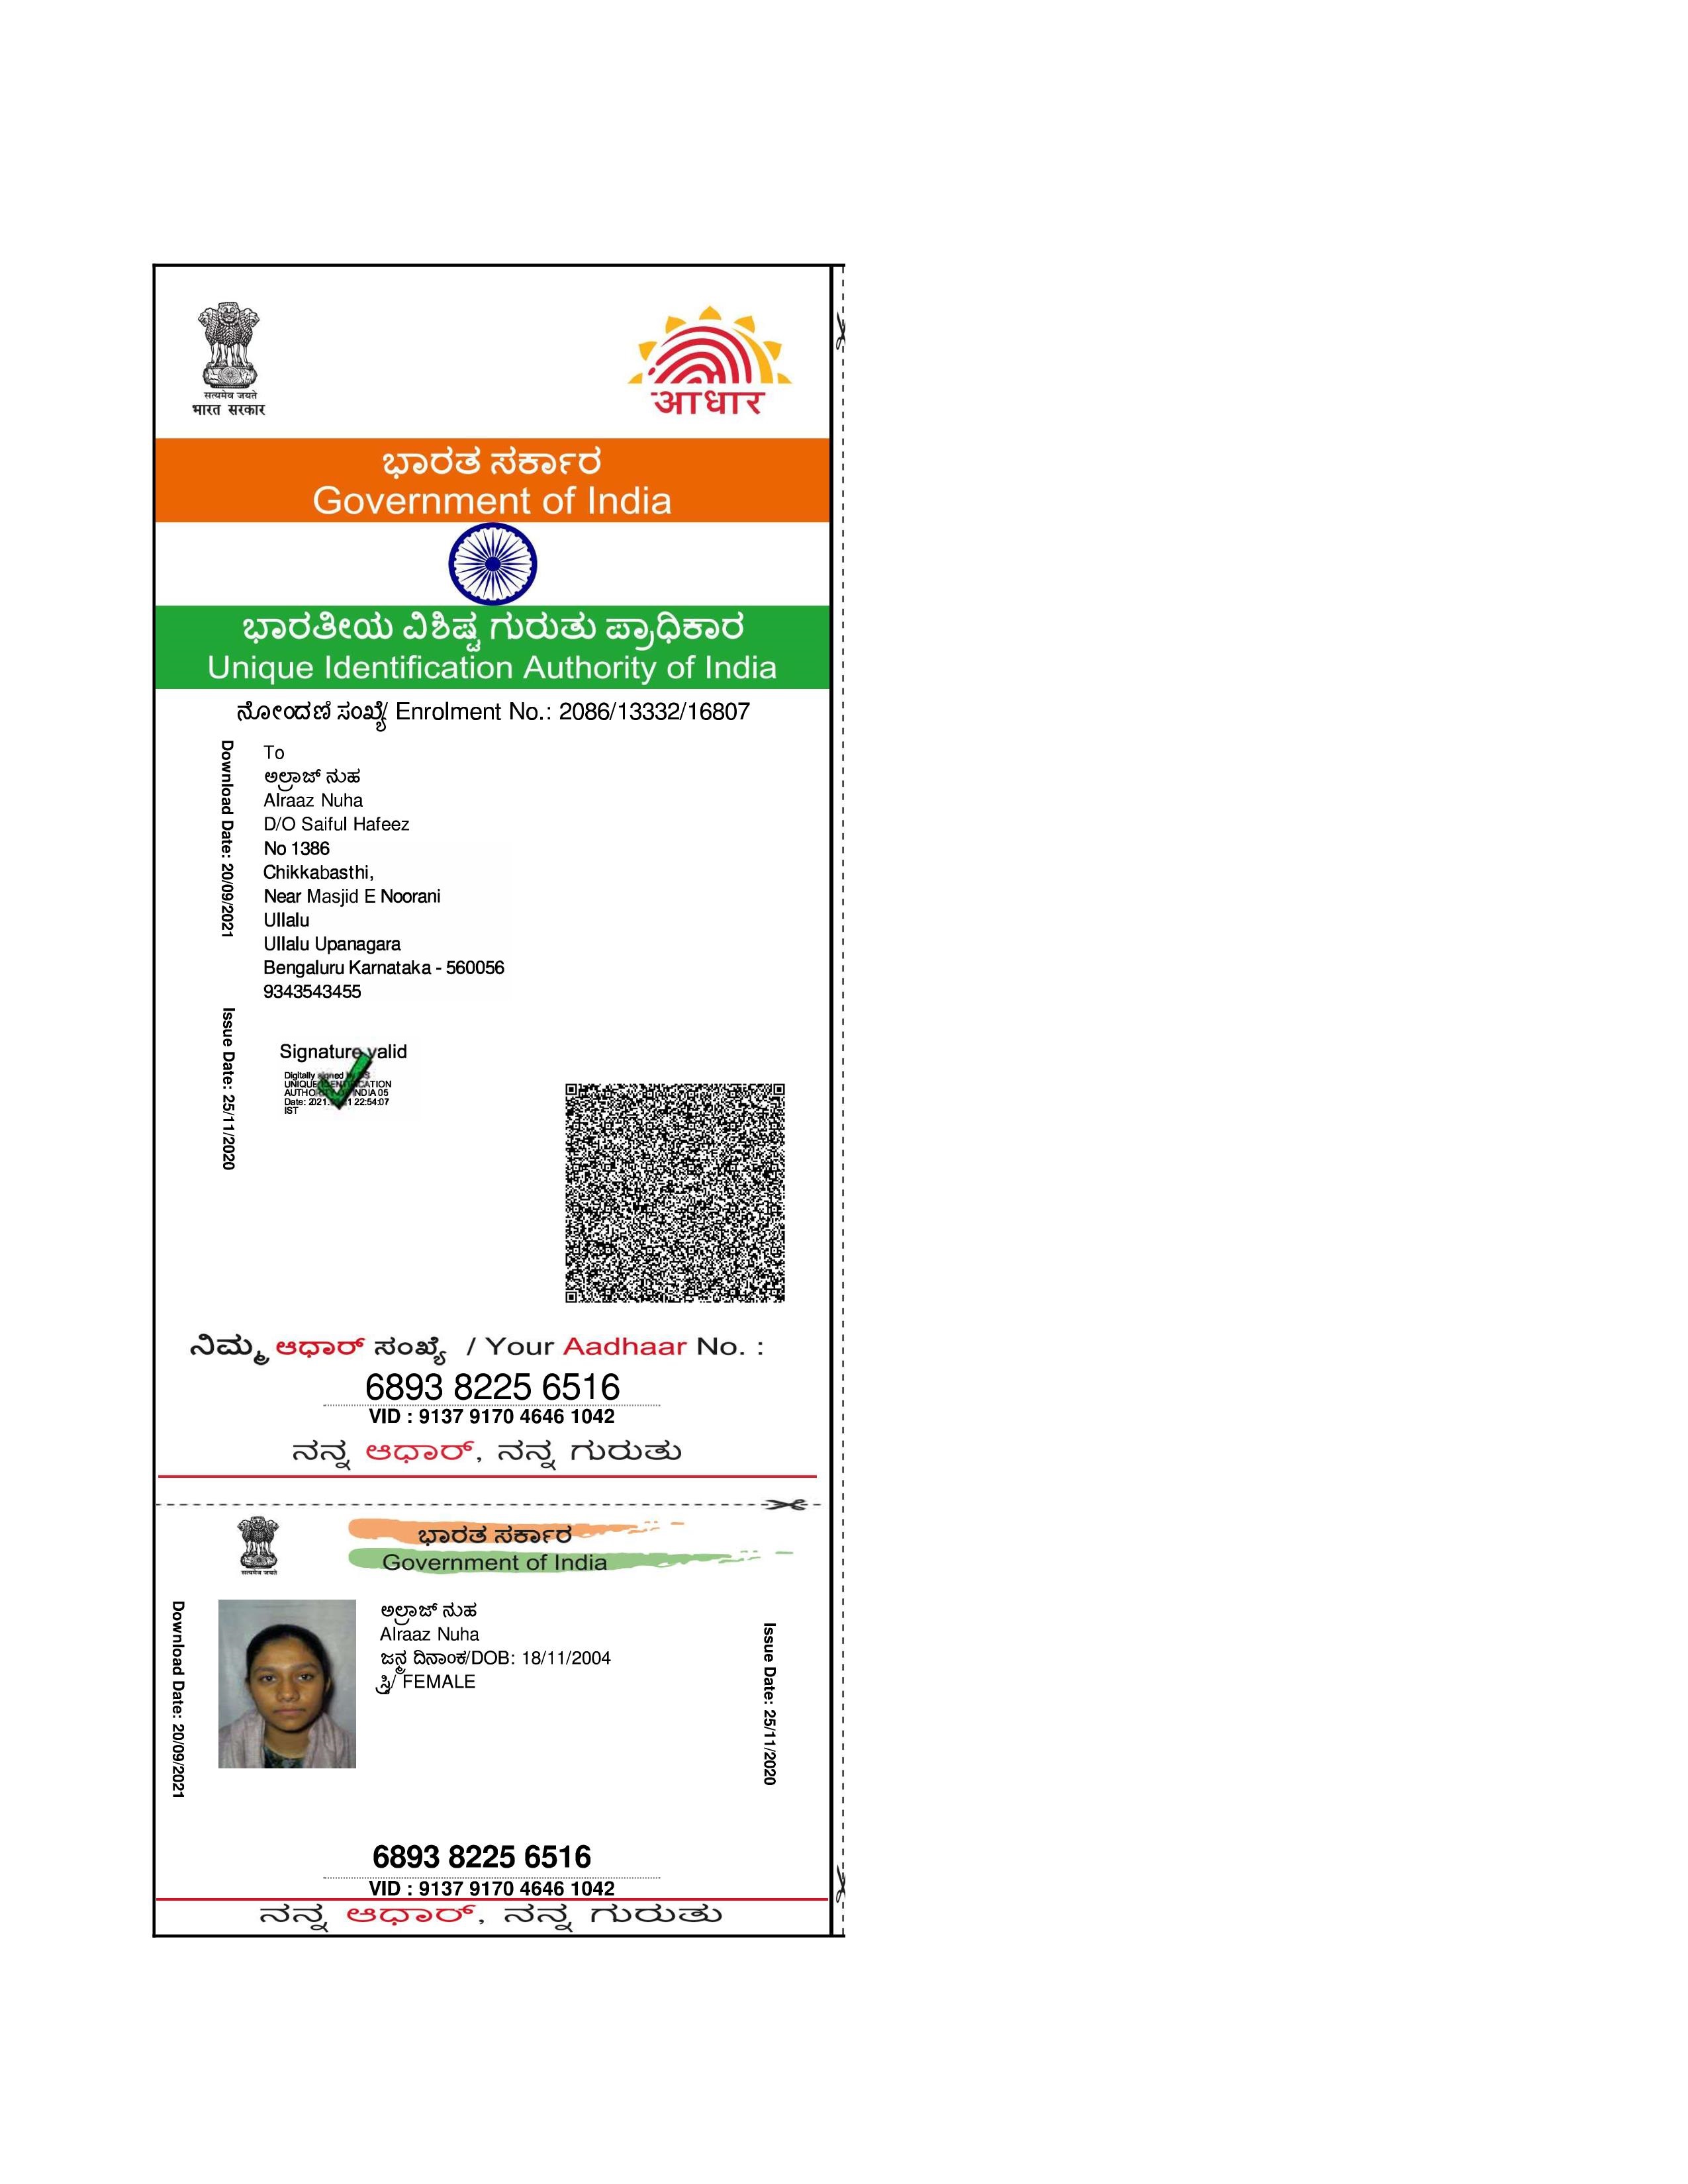 सत्यमेव जयते
भारत सरकार
आधार
ಭಾರತ ಸರ್ಕಾರ
Government of India
ಭಾರತೀಯ ವಿಶಿಷ್ಟ ಗುರುತು ಪ್ರಾಧಿಕಾರ
Unique Identification Authority of India
ನೋಂದಣಿ ಸಂಖ್ಯೆ/ Enrolment No.: 2086/13332/16807
Download Date: 20/09/2021
To
ಅಲ್ರಾಜ್ ನುಹ
Alraaz Nuha
D/O Saiful Hafeez
No 1386
Chikkabasthi,
Near Masjid E Noorani
Ullalu
Ullalu Upanagara
Bengaluru Karnataka - 560056
9343543455
Issue Date: 25/11/2020
Signature valid
Digitally signed by DS
UNIQUE IDENTIFICATION
AUTHORITY OF INDIA 05
Date: 2021. 22:54:07
IST
ನಿಮ್ಮ ಆಧಾರ್ ಸಂಖ್ಯೆ / Your Aadhaar No. :
6893 8225 6516
VID : 9137 9170 4646 1042
ನನ್ನ ಆಧಾರ್, ನನ್ನ ಗುರುತು
सत्यमेव जयते
ಭಾರತ ಸರ್ಕಾರ
Government of India
Download Date: 20/09/2021
ಅಲ್ರಾಜ್ ನುಹ
Alraaz Nuha
ಜನ್ಮ ದಿನಾಂಕ/DOB: 18/11/2004
ಸ್ತ್ರೀ/ FEMALE
Issue Date: 25/11/2020
6893 8225 6516
VID : 9137 9170 4646 1042
ನನ್ನ ಆಧಾರ್, ನನ್ನ ಗುರುತು